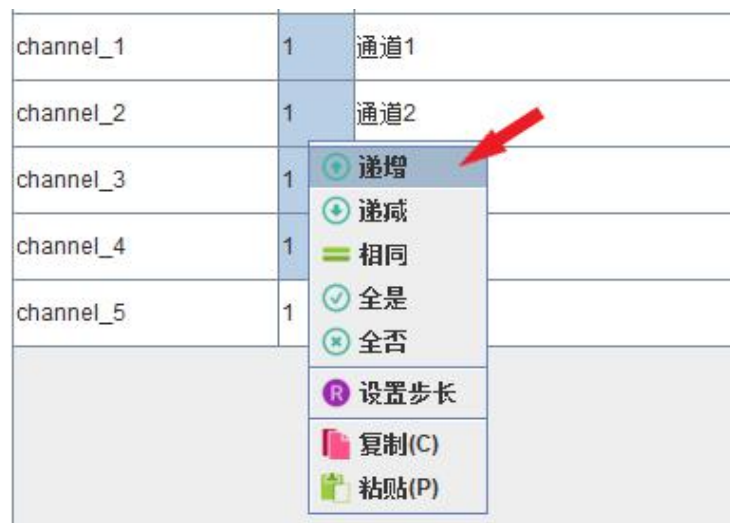 channel_1 1 通道1
channel_2 1 通道2
channel_3 1
channel_4 1
channel_5 1
递增
递减
相同
全是
全否
R 设置步长
复制(C)
粘贴(P)